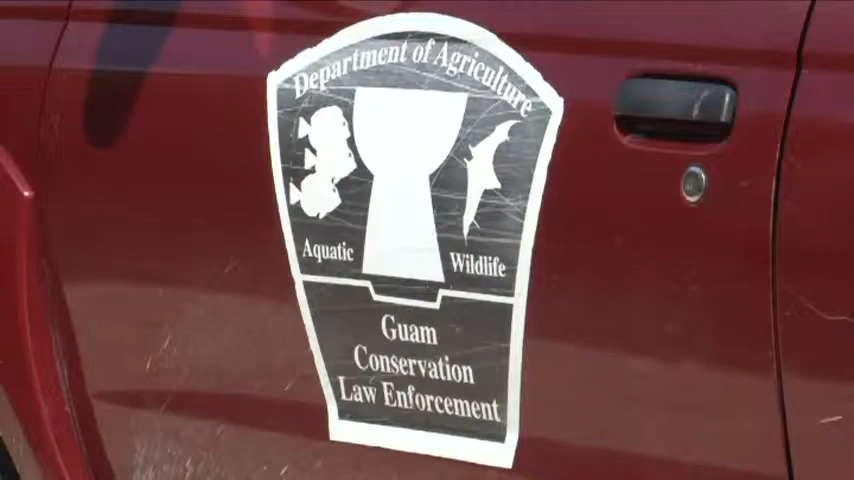 Department of Agriculture
Aquatic
Wildlife
Guam
Conservation
Law Enforcement